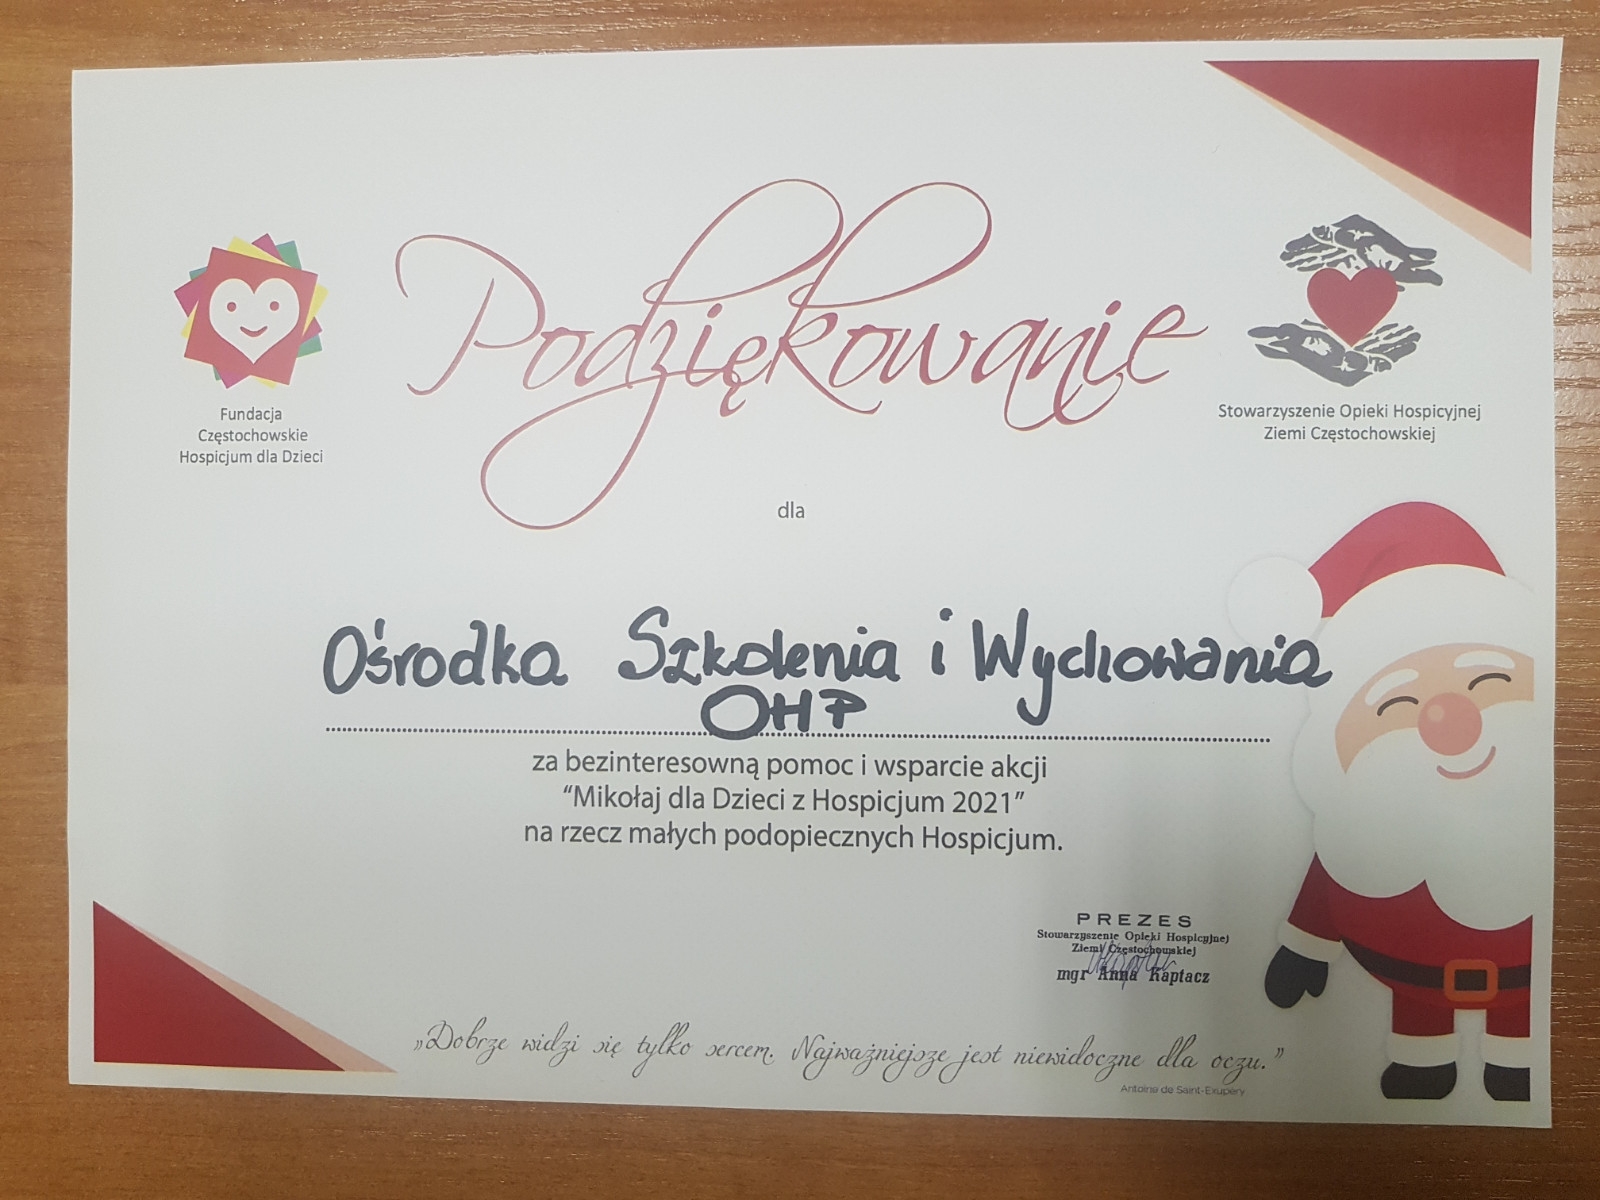 Podziękowanie
Fundacja
Częstochowskie
Hospicjum dla Dzieci
Stowarzyszenie Opieki Hospicyjnej
Ziemi Częstochowskiej
dla
Ośrodka Szkolenia i Wychowania
OHP
za bezinteresowną pomoc i wsparcie akcji
“Mikołaj dla Dzieci z Hospicjum 2021”
na rzecz małych podopiecznych Hospicjum.
PREZES
Stowarzyszenie Opieki Hospicyjnej
Ziemi Częstochowskiej
mgr Anna Kaptacz
„Dobrze widzi się tylko sercem. Najważniejsze jest niewidoczne dla oczu.”
Antoine de Saint-Exupéry